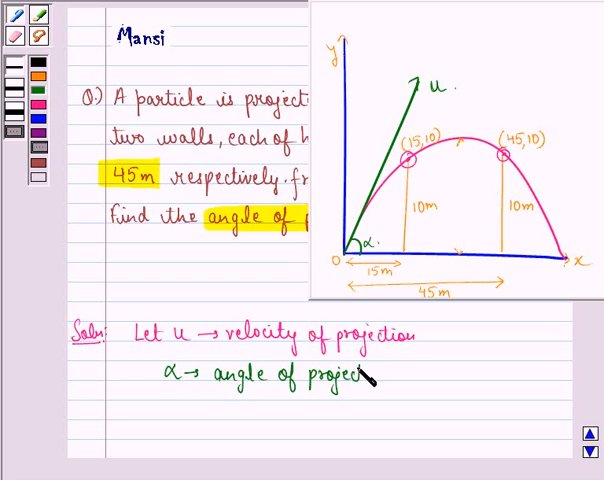 Mansi
Q.) A particle is project
two walls, each of h
45m respectively. fr
Find the angle of p
y
u
(15,10)
(45,10)
10m
10m
α
O
x
15m
45m
Soln: Let u → velocity of projection
α → angle of project